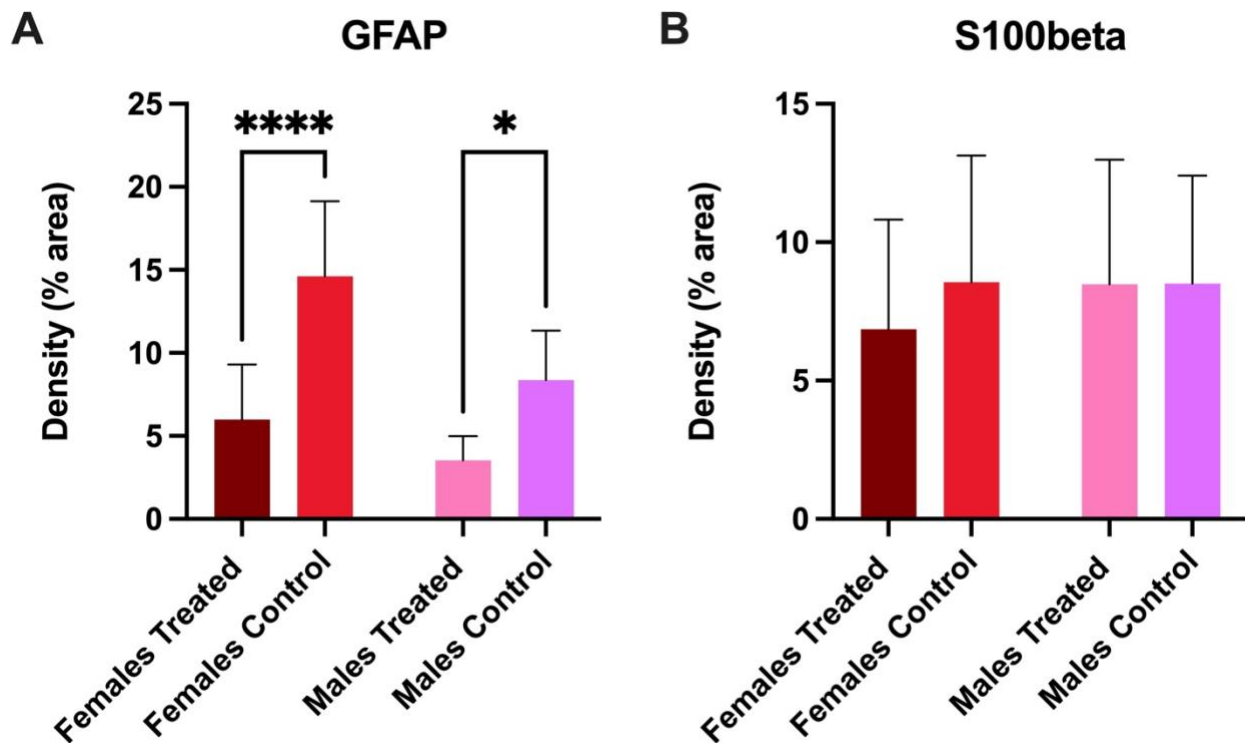 A
GFAP
Density (% area)
25
20
15
10
5
0
****
*
Females Treated
Females Control
Males Treated
Males Control
B
S100beta
Density (% area)
15
10
5
0
Females Treated
Females Control
Males Treated
Males Control